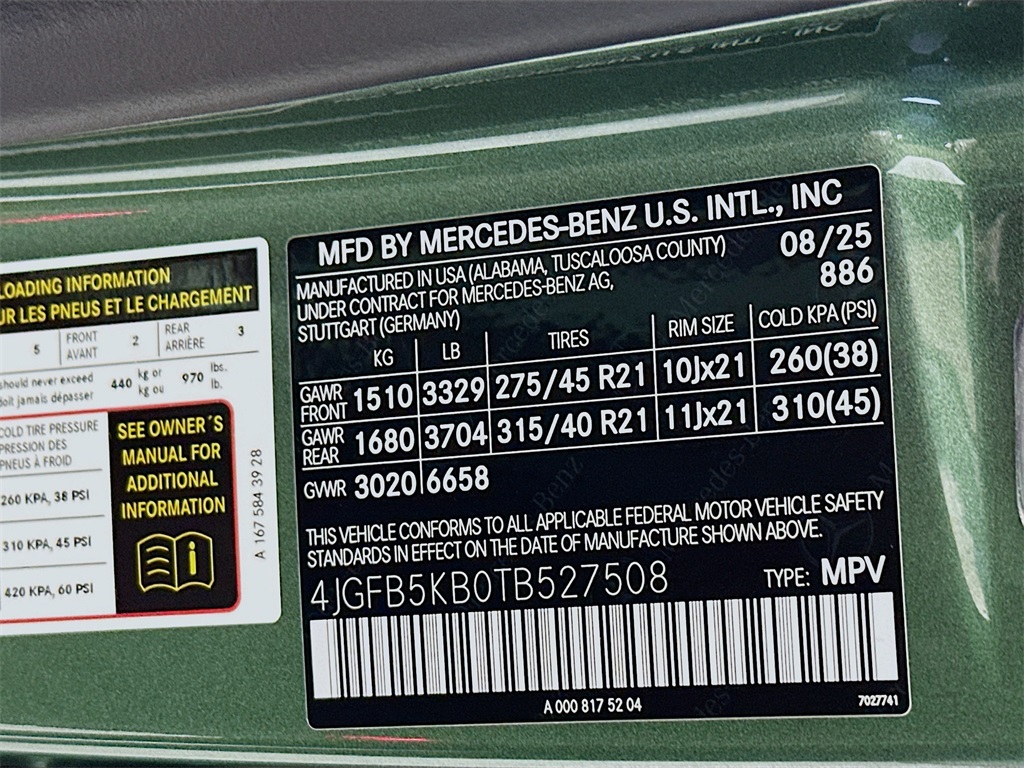 LOADING INFORMATION
UR LES PNEUS ET LE CHARGEMENT
5 FRONT AVANT 2 REAR ARRIÈRE 3
should never exceed 440 kg or 970 lbs.
doit jamais dépasser kg ou lb.
COLD TIRE PRESSURE
PRESSION DES
PNEUS À FROID
260 KPA, 38 PSI
310 KPA, 45 PSI
420 KPA, 60 PSI
SEE OWNER´S
MANUAL FOR
ADDITIONAL
INFORMATION
A 167 584 39 28
MFD BY MERCEDES-BENZ U.S. INTL., INC
MANUFACTURED IN USA (ALABAMA, TUSCALOOSA COUNTY) 08/25
UNDER CONTRACT FOR MERCEDES-BENZ AG, 886
STUTTGART (GERMANY)
KG LB TIRES RIM SIZE COLD KPA (PSI)
GAWR FRONT 1510 3329 275/45 R21 10Jx21 260(38)
GAWR REAR 1680 3704 315/40 R21 11Jx21 310(45)
GVWR 3020 6658
THIS VEHICLE CONFORMS TO ALL APPLICABLE FEDERAL MOTOR VEHICLE SAFETY
STANDARDS IN EFFECT ON THE DATE OF MANUFACTURE SHOWN ABOVE.
4JGFB5KB0TB527508 TYPE: MPV
A 000 817 52 04 7027741